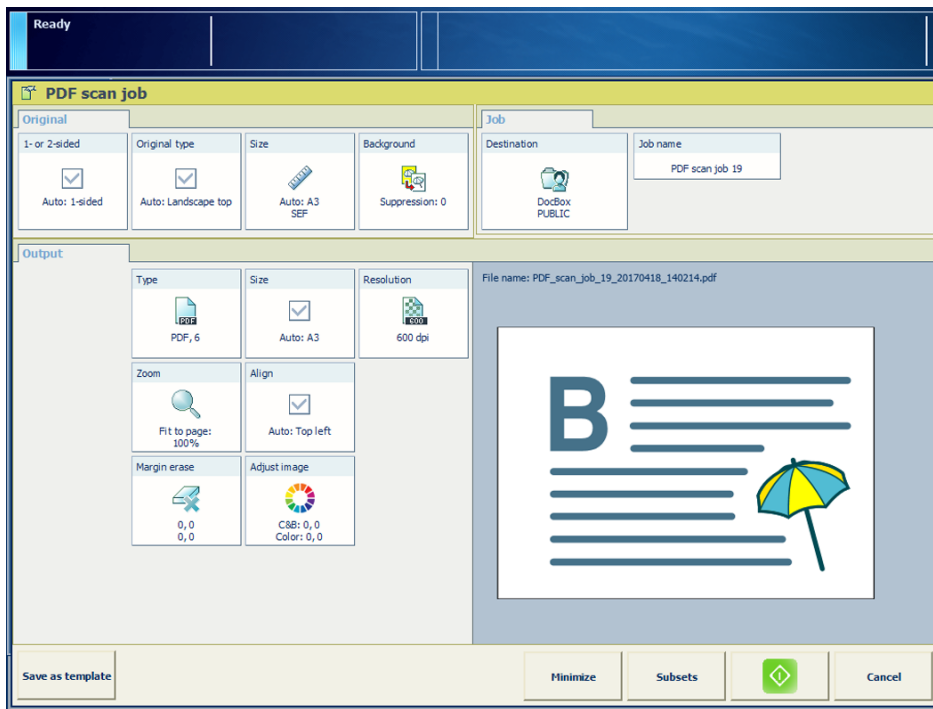 Ready
PDF scan job
Original
Job
1- or 2-sided
Original type
Size
Background
Destination
Job name
Auto: 1-sided
Auto: Landscape top
Auto: A3
SEF
Suppression: 0
DocBox
PUBLIC
PDF scan job 19
Output
Type
Size
Resolution
File name: PDF_scan_job_19_20170418_140214.pdf
PDF
600
PDF, 6
Auto: A3
600 dpi
Zoom
Align
Fit to page:
100%
Auto: Top left
B
Margin erase
Adjust image
0, 0
0, 0
C&B: 0, 0
Color: 0, 0
Save as template
Minimize
Subsets
Cancel